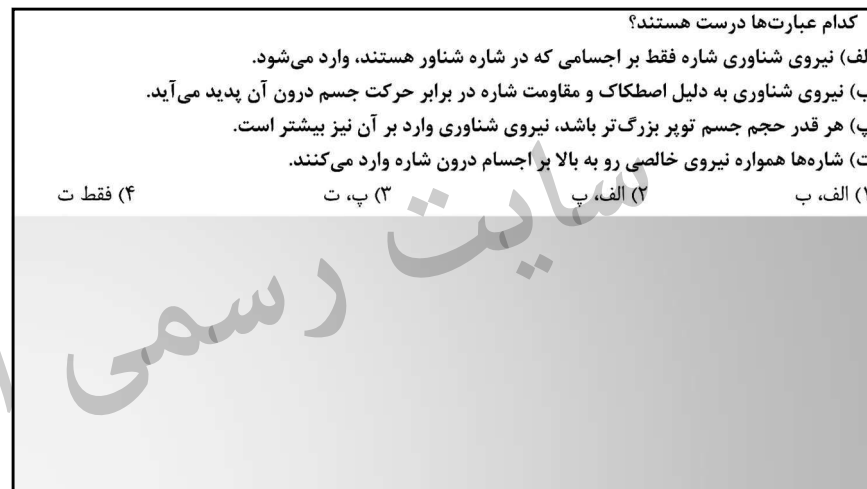 کدام عبارت‌ها درست هستند؟
الف) نیروی شناوری شاره فقط بر اجسامی که در شاره شناور هستند، وارد می‌شود.
ب) نیروی شناوری به دلیل اصطکاک و مقاومت شاره در برابر حرکت جسم درون آن پدید می‌آید.
پ) هر قدر حجم جسم توپر بزرگ‌تر باشد، نیروی شناوری وارد بر آن نیز بیشتر است.
ت) شاره‌ها همواره نیروی خالصی رو به بالا بر اجسام درون شاره وارد می‌کنند.
۱) الف، ب ۲) الف، پ ۳) پ، ت ۴) فقط ت
سایت رسمی